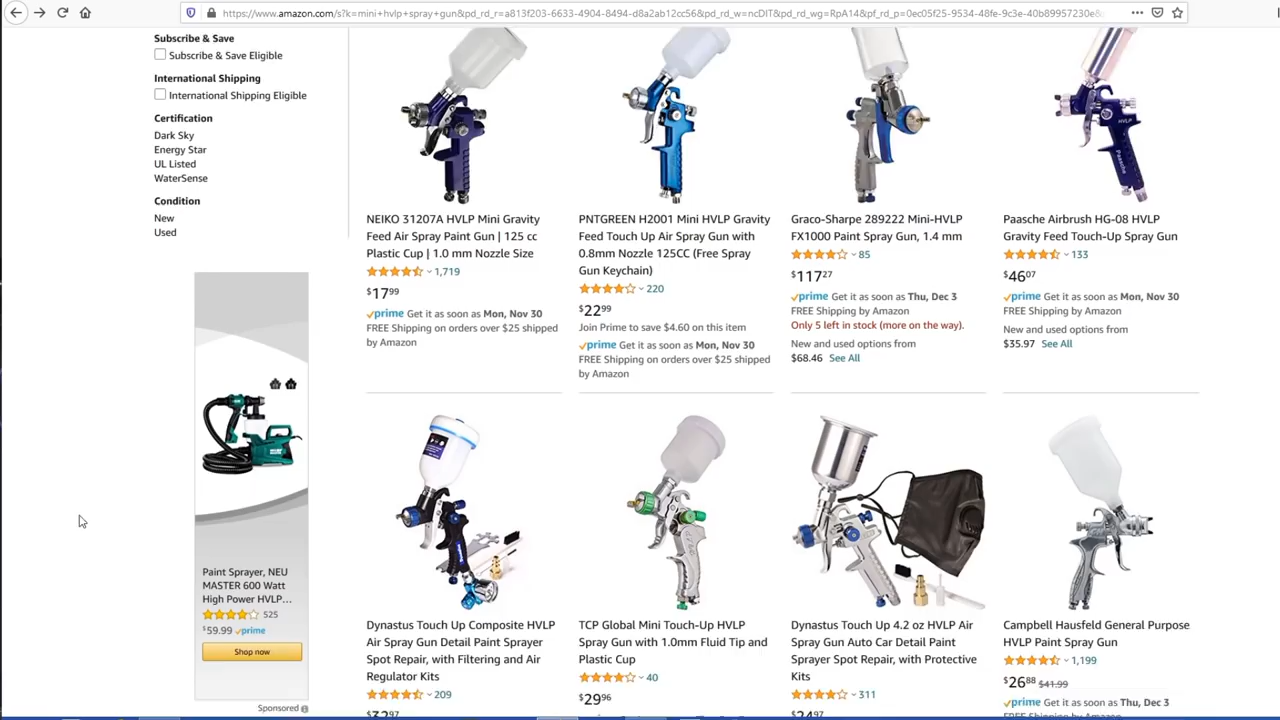 https://www.amazon.com/s?k=mini+hvlp+spray+gun&pd_rd_r=a813f203-6633-4904-8494-d8a2ab12cc56&pd_rd_w=ncDIT&pd_rd_wg=RpA14&pf_rd_p=0ec05f25-9534-48fe-9c3e-40b89957230e&
Subscribe & Save
Subscribe & Save Eligible
International Shipping
International Shipping Eligible
Certification
Dark Sky
Energy Star
UL Listed
WaterSense
Condition
New
Used
Paint Sprayer, NEU
MASTER 600 Watt
High Power HVLP...
525
$59.99 prime
Shop now
Sponsored
NEIKO 31207A HVLP Mini Gravity
Feed Air Spray Paint Gun | 125 cc
Plastic Cup | 1.0 mm Nozzle Size
1,719
$17.99
prime Get it as soon as Mon, Nov 30
FREE Shipping on orders over $25 shipped
by Amazon
PNTGREEN H2001 Mini HVLP Gravity
Feed Touch Up Air Spray Gun with
0.8mm Nozzle 125CC (Free Spray
Gun Keychain)
220
$22.99
Join Prime to save $4.60 on this item
prime Get it as soon as Mon, Nov 30
FREE Shipping on orders over $25 shipped
by Amazon
Graco-Sharpe 289222 Mini-HVLP
FX1000 Paint Spray Gun, 1.4 mm
85
$117.27
prime Get it as soon as Thu, Dec 3
FREE Shipping by Amazon
Only 5 left in stock (more on the way).
New and used options from
$68.46 See All
HVLP
Paasche
Paasche Airbrush HG-08 HVLP
Gravity Feed Touch-Up Spray Gun
133
$46.07
prime Get it as soon as Mon, Nov 30
FREE Shipping by Amazon
New and used options from
$35.97 See All
Dynastus Touch Up Composite HVLP
Air Spray Gun Detail Paint Sprayer
Spot Repair, with Filtering and Air
Regulator Kits
209
$32.97
TCP Global Mini Touch-Up HVLP
Spray Gun with 1.0mm Fluid Tip and
Plastic Cup
40
$29.96
Dynastus Touch Up 4.2 oz HVLP Air
Spray Gun Auto Car Detail Paint
Sprayer Spot Repair, with Protective
Kits
311
$24.97
Campbell Hausfeld General Purpose
HVLP Paint Spray Gun
1,199
$26.88 $41.99
prime Get it as soon as Thu, Dec 3
FREE Shipping by Amazon